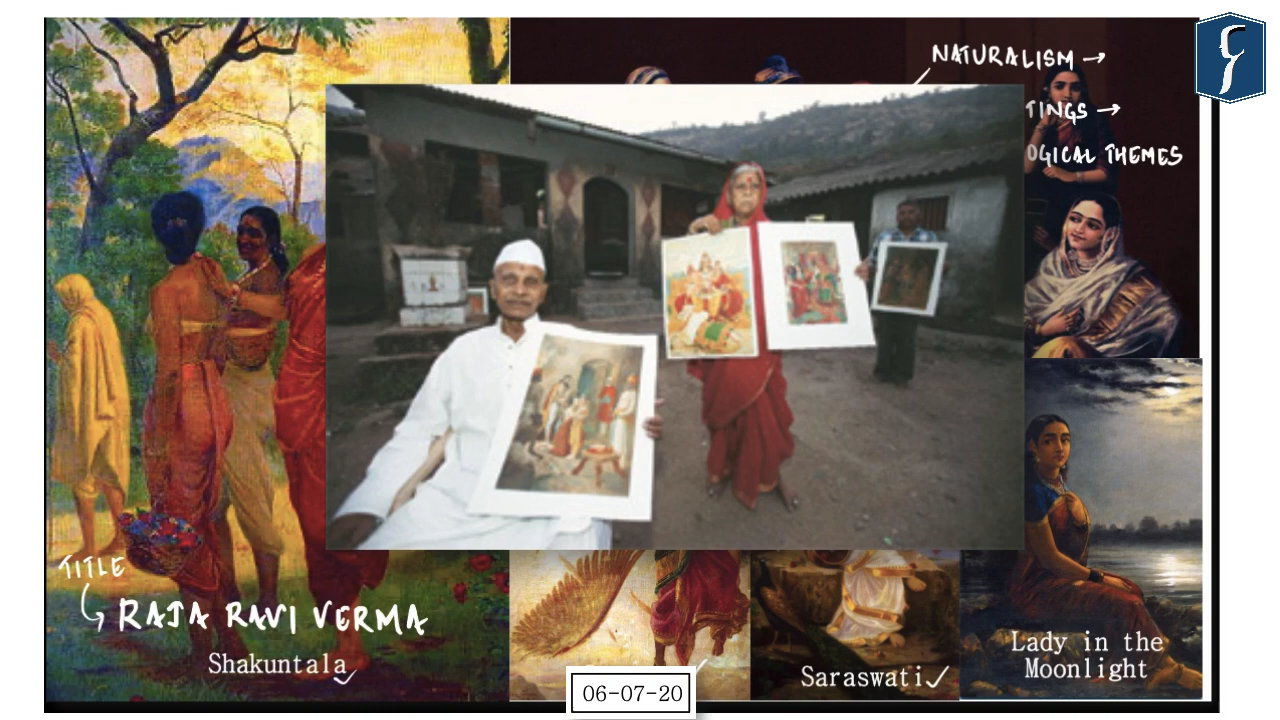 NATURALISM →
TINGS →
OGICAL THEMES
TITLE
RAJA RAVI VERMA
Shakuntala
Saraswati
Lady in the
Moonlight
06-07-20